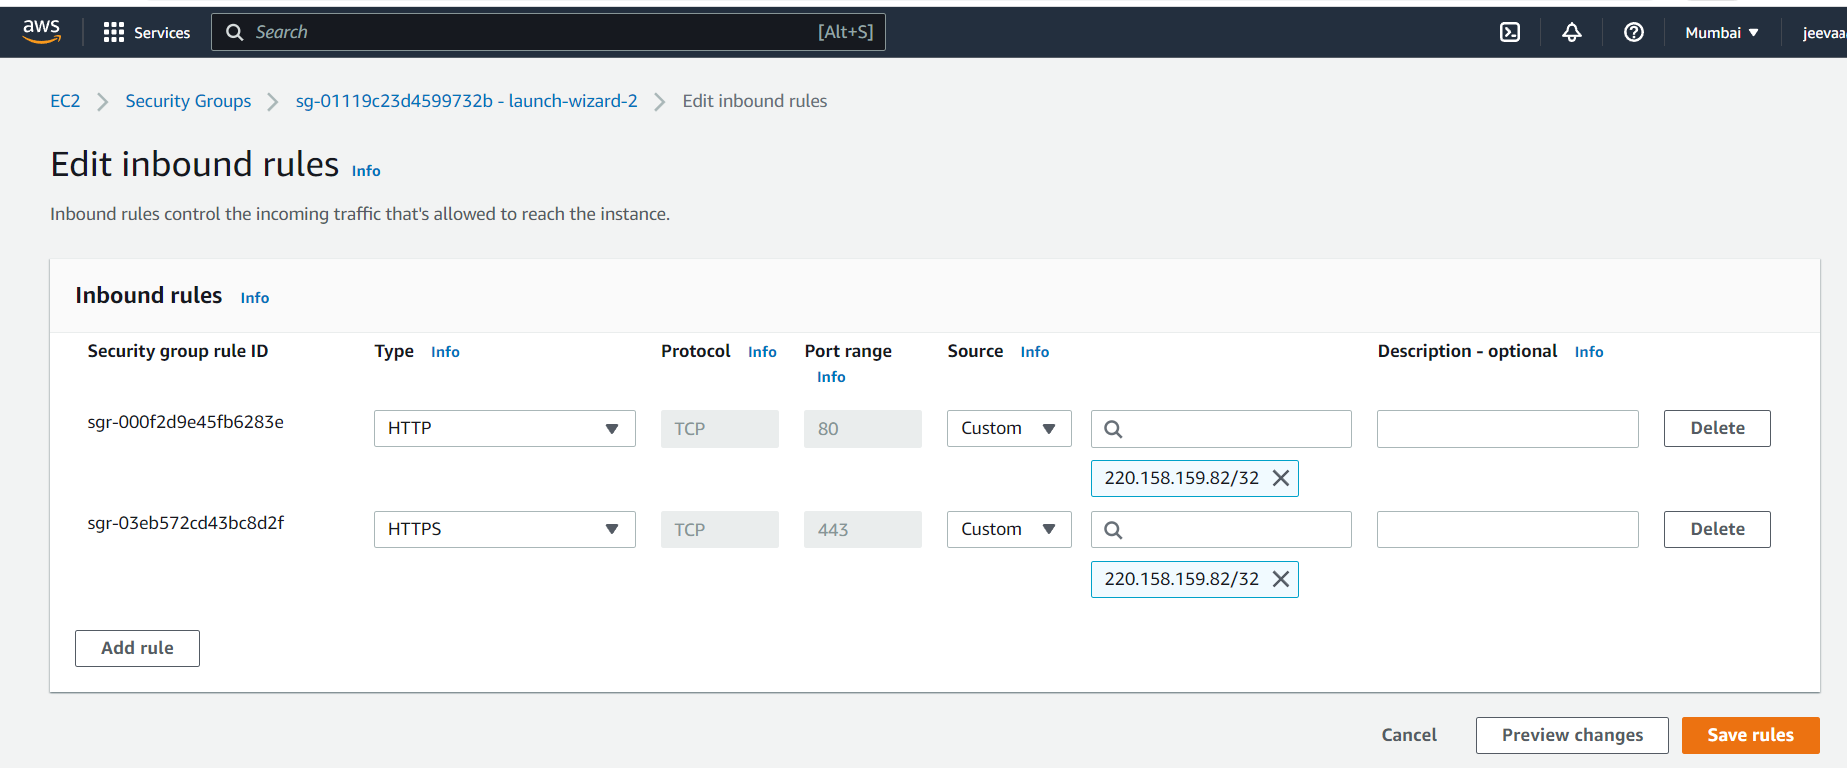 aws Services Search [Alt+S] Mumbai jeevaa
EC2 Security Groups sg-01119c23d4599732b - launch-wizard-2 Edit inbound rules
Edit inbound rules Info
Inbound rules control the incoming traffic that's allowed to reach the instance.
Inbound rules Info
Security group rule ID Type Info Protocol Info Port range Source Info Description - optional Info
Info
sgr-000f2d9e45fb6283e HTTP TCP 80 Custom Delete
220.158.159.82/32
sgr-03eb572cd43bc8d2f HTTPS TCP 443 Custom Delete
220.158.159.82/32
Add rule
Cancel Preview changes Save rules